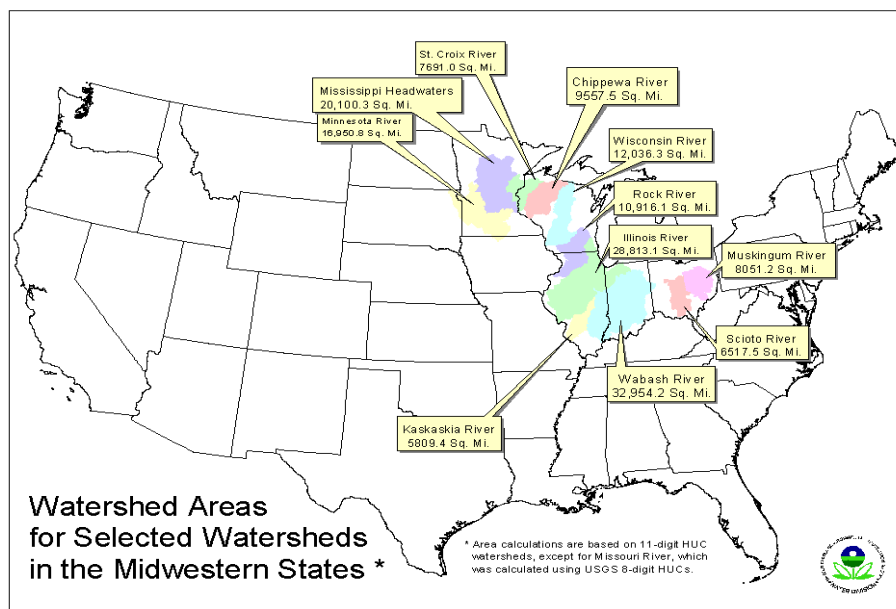 St. Croix River
7691.0 Sq. Mi.
Mississippi Headwaters
20,100.3 Sq. Mi.
Chippewa River
9557.5 Sq. Mi.
Minnesota River
16,950.8 Sq. Mi.
Wisconsin River
12,036.3 Sq. Mi.
Rock River
10,916.1 Sq. Mi.
Illinois River
28,813.1 Sq. Mi.
Muskingum River
8051.2 Sq. Mi.
Scioto River
6517.5 Sq. Mi.
Wabash River
32,954.2 Sq. Mi.
Kaskaskia River
5809.4 Sq. Mi.
Watershed Areas
for Selected Watersheds
in the Midwestern States *
* Area calculations are based on 11-digit HUC
watersheds, except for Missouri River, which
was calculated using USGS 8-digit HUCs.